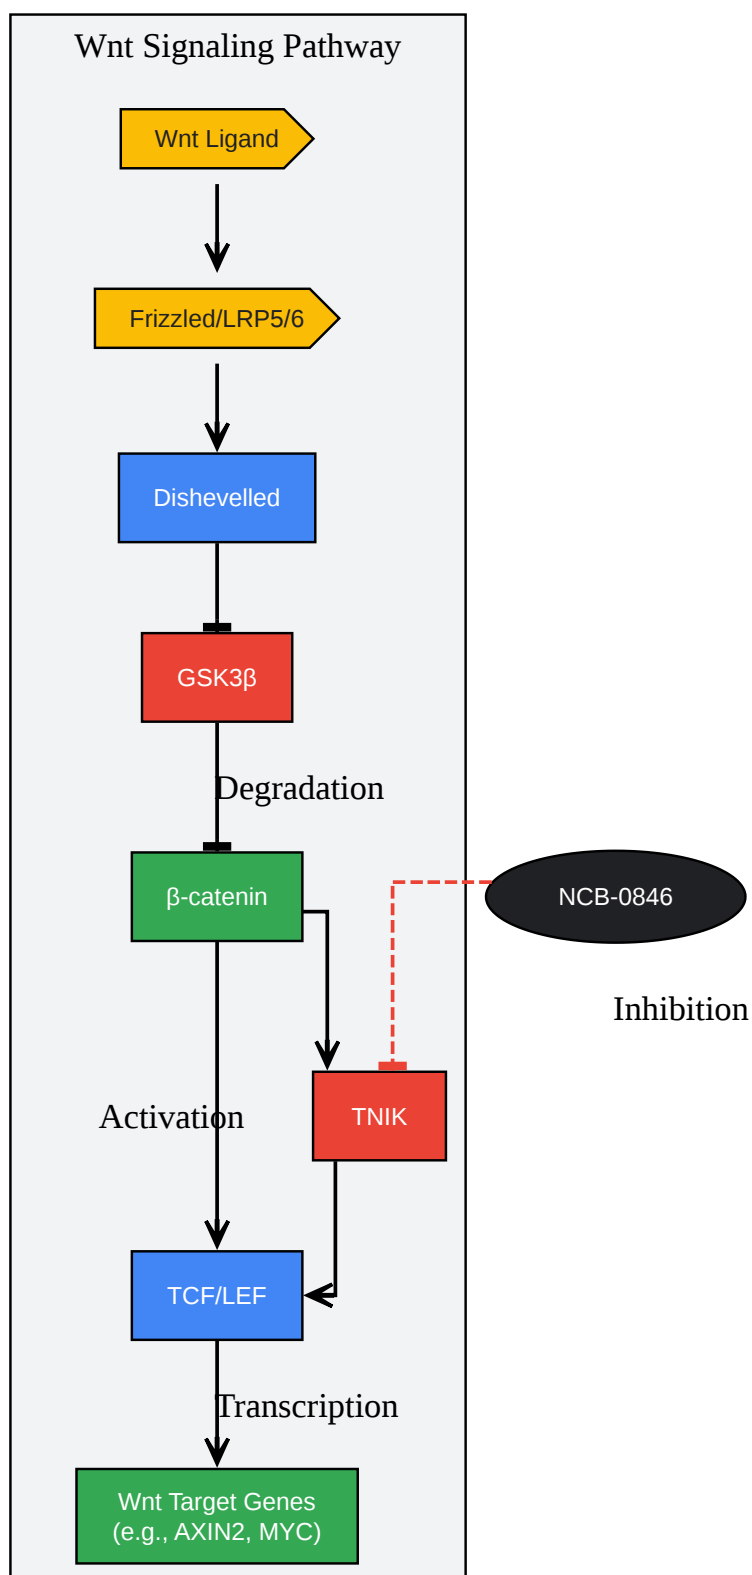 Wnt Signaling Pathway
Wnt Ligand
Frizzled/LRP5/6
Dishevelled
GSK3β
Degradation
β-catenin
NCB-0846
Inhibition
Activation
TNIK
TCF/LEF
Transcription
Wnt Target Genes
(e.g., AXIN2, MYC)